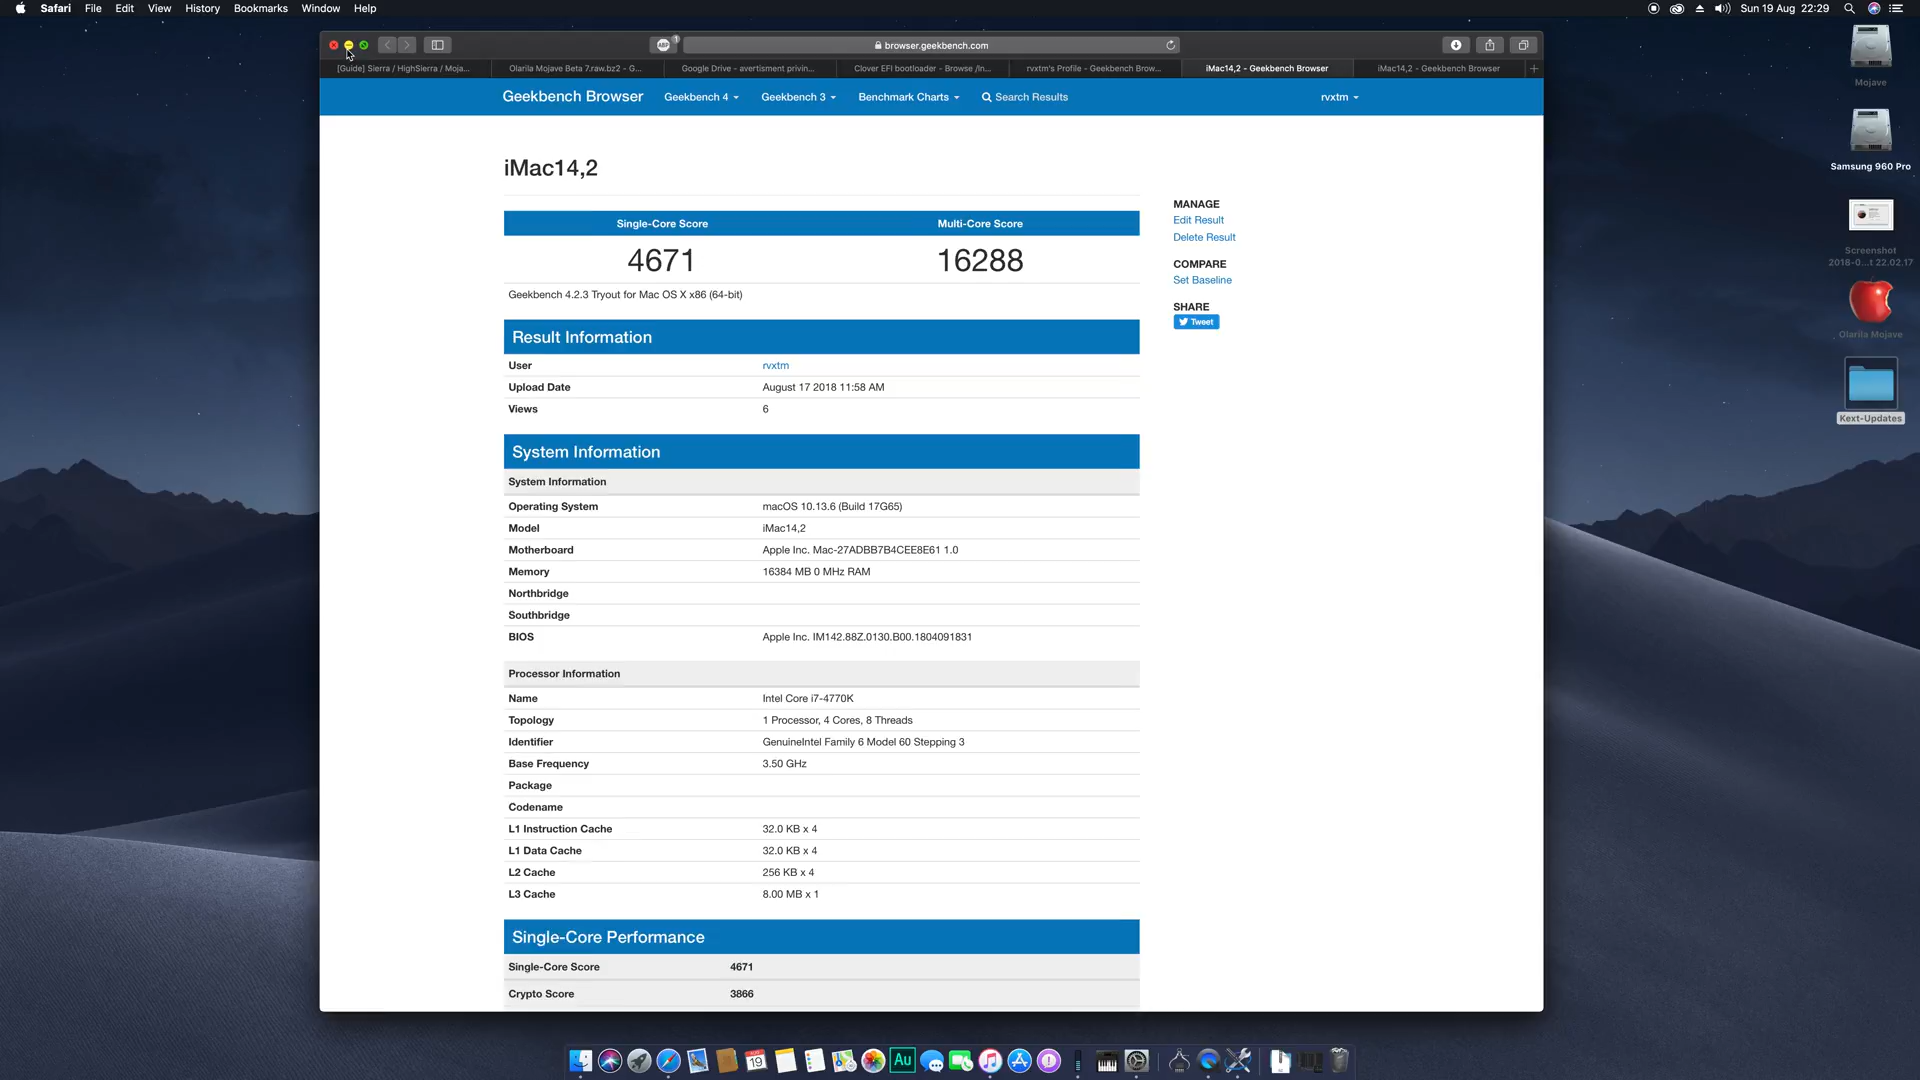 Safari File Edit View History Bookmarks Window Help
Sun 19 Aug 22:29
ABP 1 browser.geekbench.com
[Guide] Sierra / HighSierra / Moja... Olarila Mojave Beta 7.raw.bz2 - G... Google Drive - avertisment privin... Clover EFI bootloader - Browse /In... rvxtm's Profile - Geekbench Brow... iMac14,2 - Geekbench Browser iMac14,2 - Geekbench Browser
Geekbench Browser Geekbench 4 Geekbench 3 Benchmark Charts Search Results rvxtm
iMac14,2
Single-Core Score Multi-Core Score
4671 16288
Geekbench 4.2.3 Tryout for Mac OS X x86 (64-bit)
MANAGE
Edit Result
Delete Result
COMPARE
Set Baseline
SHARE
Tweet
Result Information
User rvxtm
Upload Date August 17 2018 11:58 AM
Views 6
System Information
System Information
Operating System macOS 10.13.6 (Build 17G65)
Model iMac14,2
Motherboard Apple Inc. Mac-27ADBB7B4CEE8E61 1.0
Memory 16384 MB 0 MHz RAM
Northbridge
Southbridge
BIOS Apple Inc. IM142.88Z.0130.B00.1804091831
Processor Information
Name Intel Core i7-4770K
Topology 1 Processor, 4 Cores, 8 Threads
Identifier GenuineIntel Family 6 Model 60 Stepping 3
Base Frequency 3.50 GHz
Package
Codename
L1 Instruction Cache 32.0 KB x 4
L1 Data Cache 32.0 KB x 4
L2 Cache 256 KB x 4
L3 Cache 8.00 MB x 1
Single-Core Performance
Single-Core Score 4671
Crypto Score 3866
Mojave
Samsung 960 Pro
Screenshot
2018-0...t 22.02.17
Olarila Mojave
Kext-Updates
19
Au